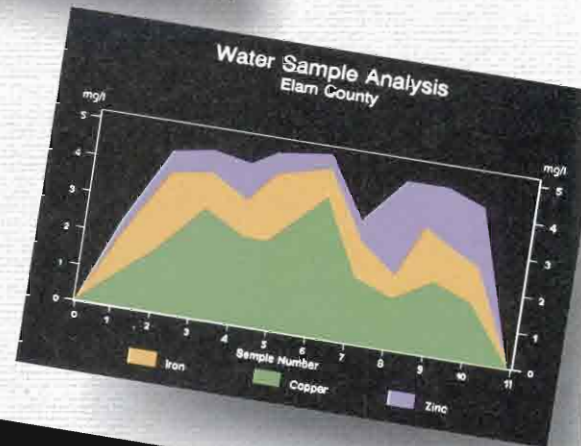 Water Sample Analysis
Elam County
mg/l
mg/l
5
4
3
2
1
0
5
4
3
2
1
0
0 1 2 3 4 5 6 7 8 9 10 11
Sample Number
Iron
Copper
Zinc